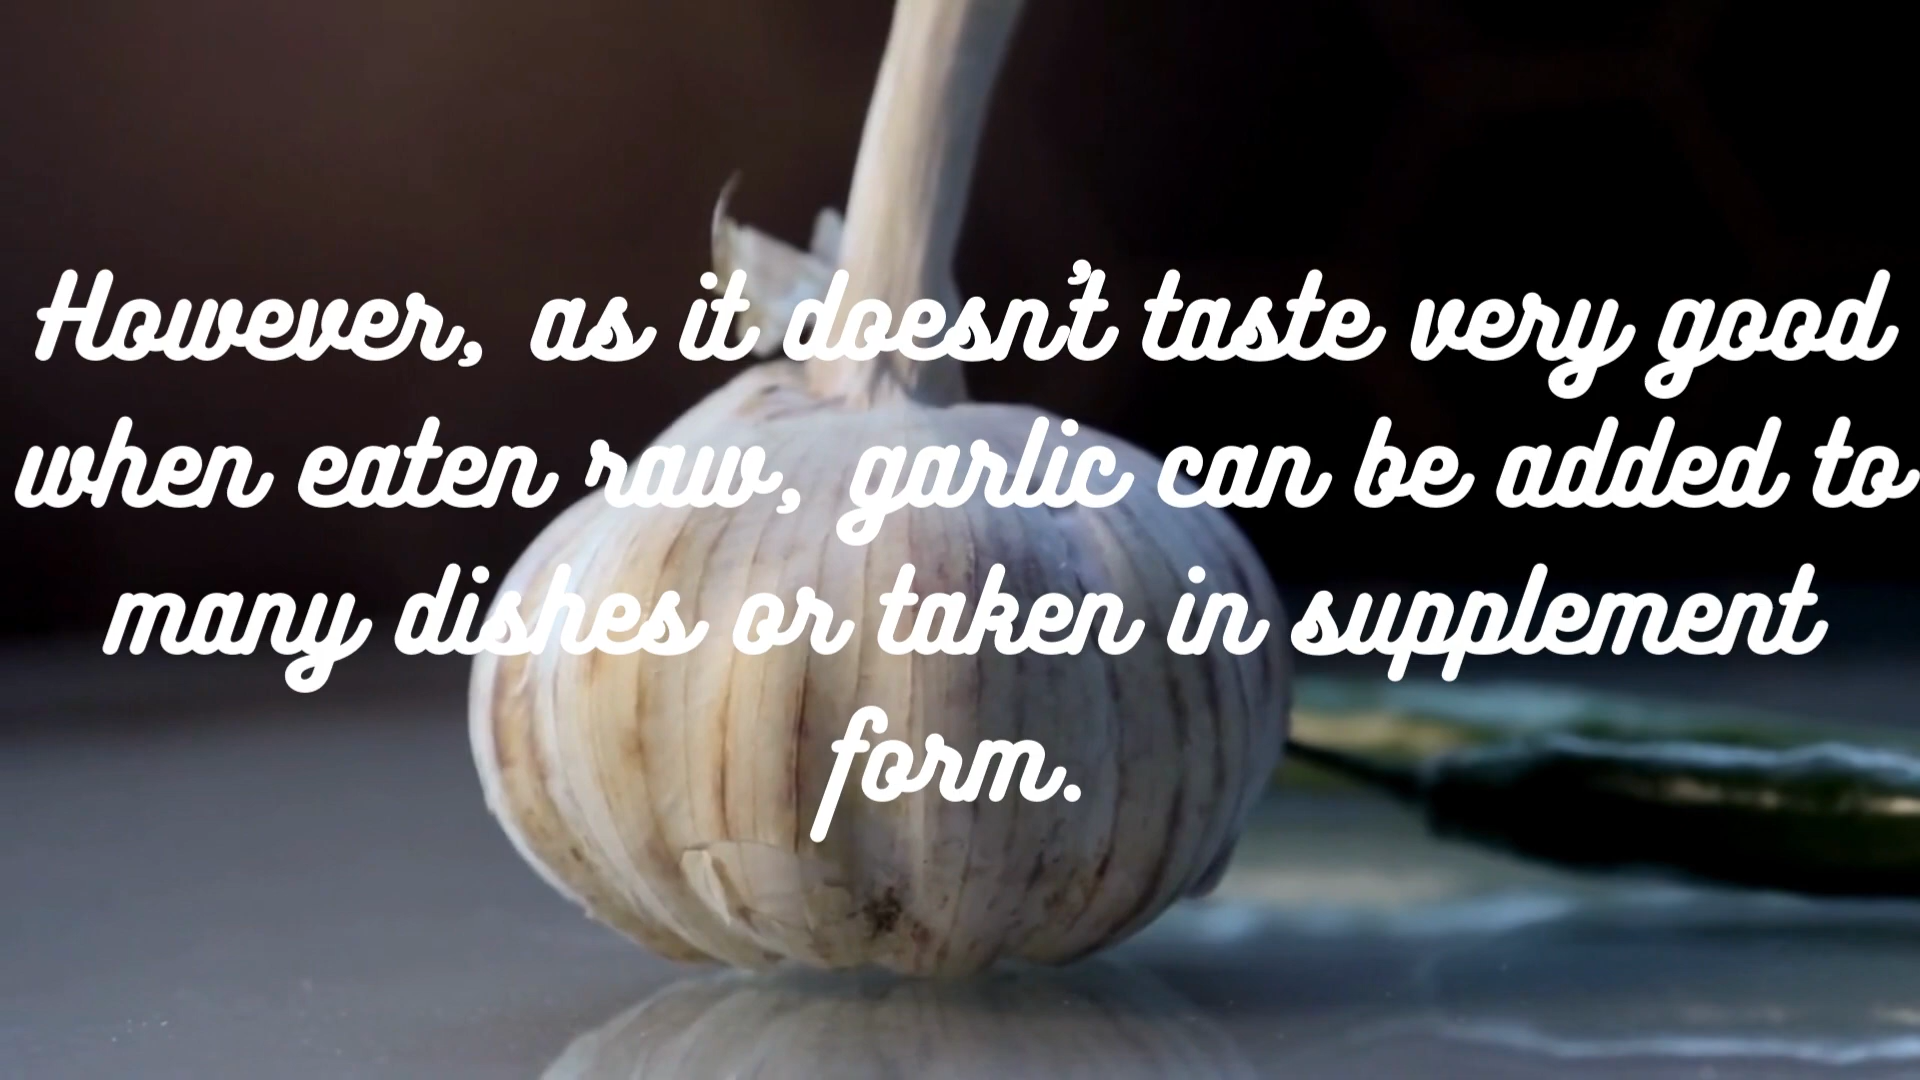 However, as it doesn't taste very good
when eaten raw, garlic can be added to
many dishes or taken in supplement
form.